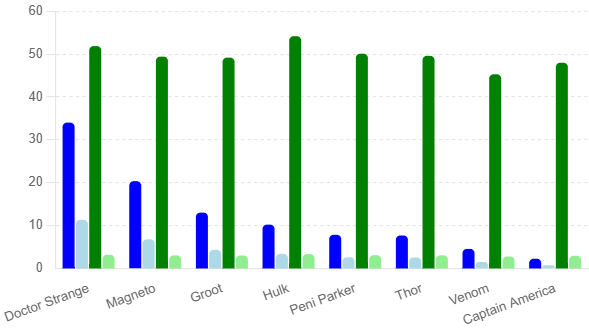 60
50
40
30
20
10
0
Doctor Strange
Magneto
Groot
Hulk
Peni Parker
Thor
Venom
Captain America